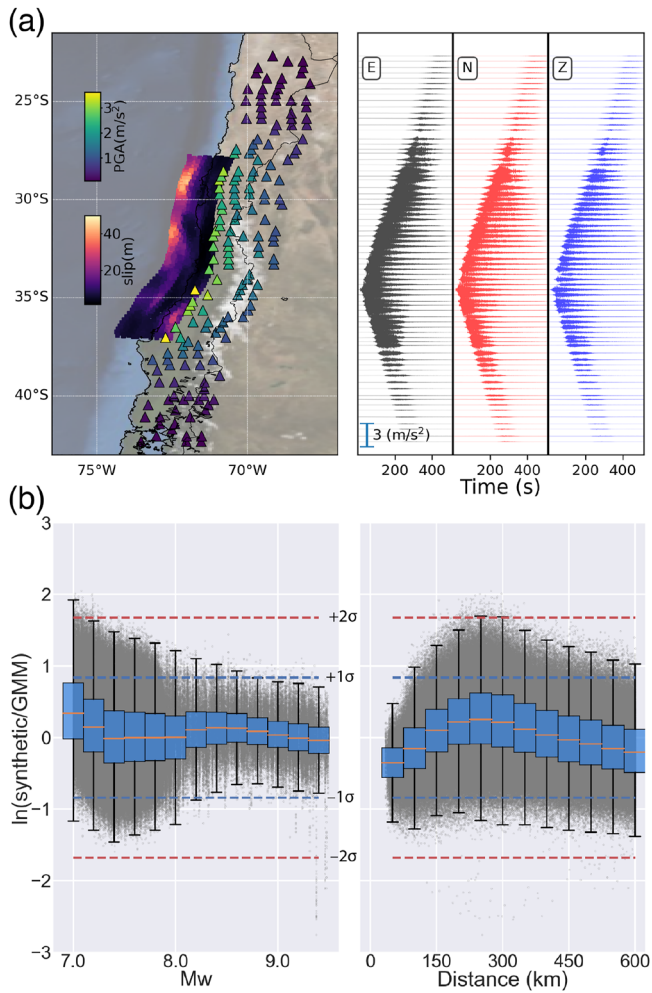 (a)
25°S
30°S
35°S
40°S
75°W
70°W
3
2
1
PGA(m/s²)
40
20
slip(m)
E
N
Z
3 (m/s²)
200 400
200 400
200 400
Time (s)
(b)
3
2
1
0
−1
−2
−3
ln(synthetic/GMM)
+2σ
+1σ
−1σ
−2σ
7.0 8.0 9.0
Mw
0 150 300 450 600
Distance (km)